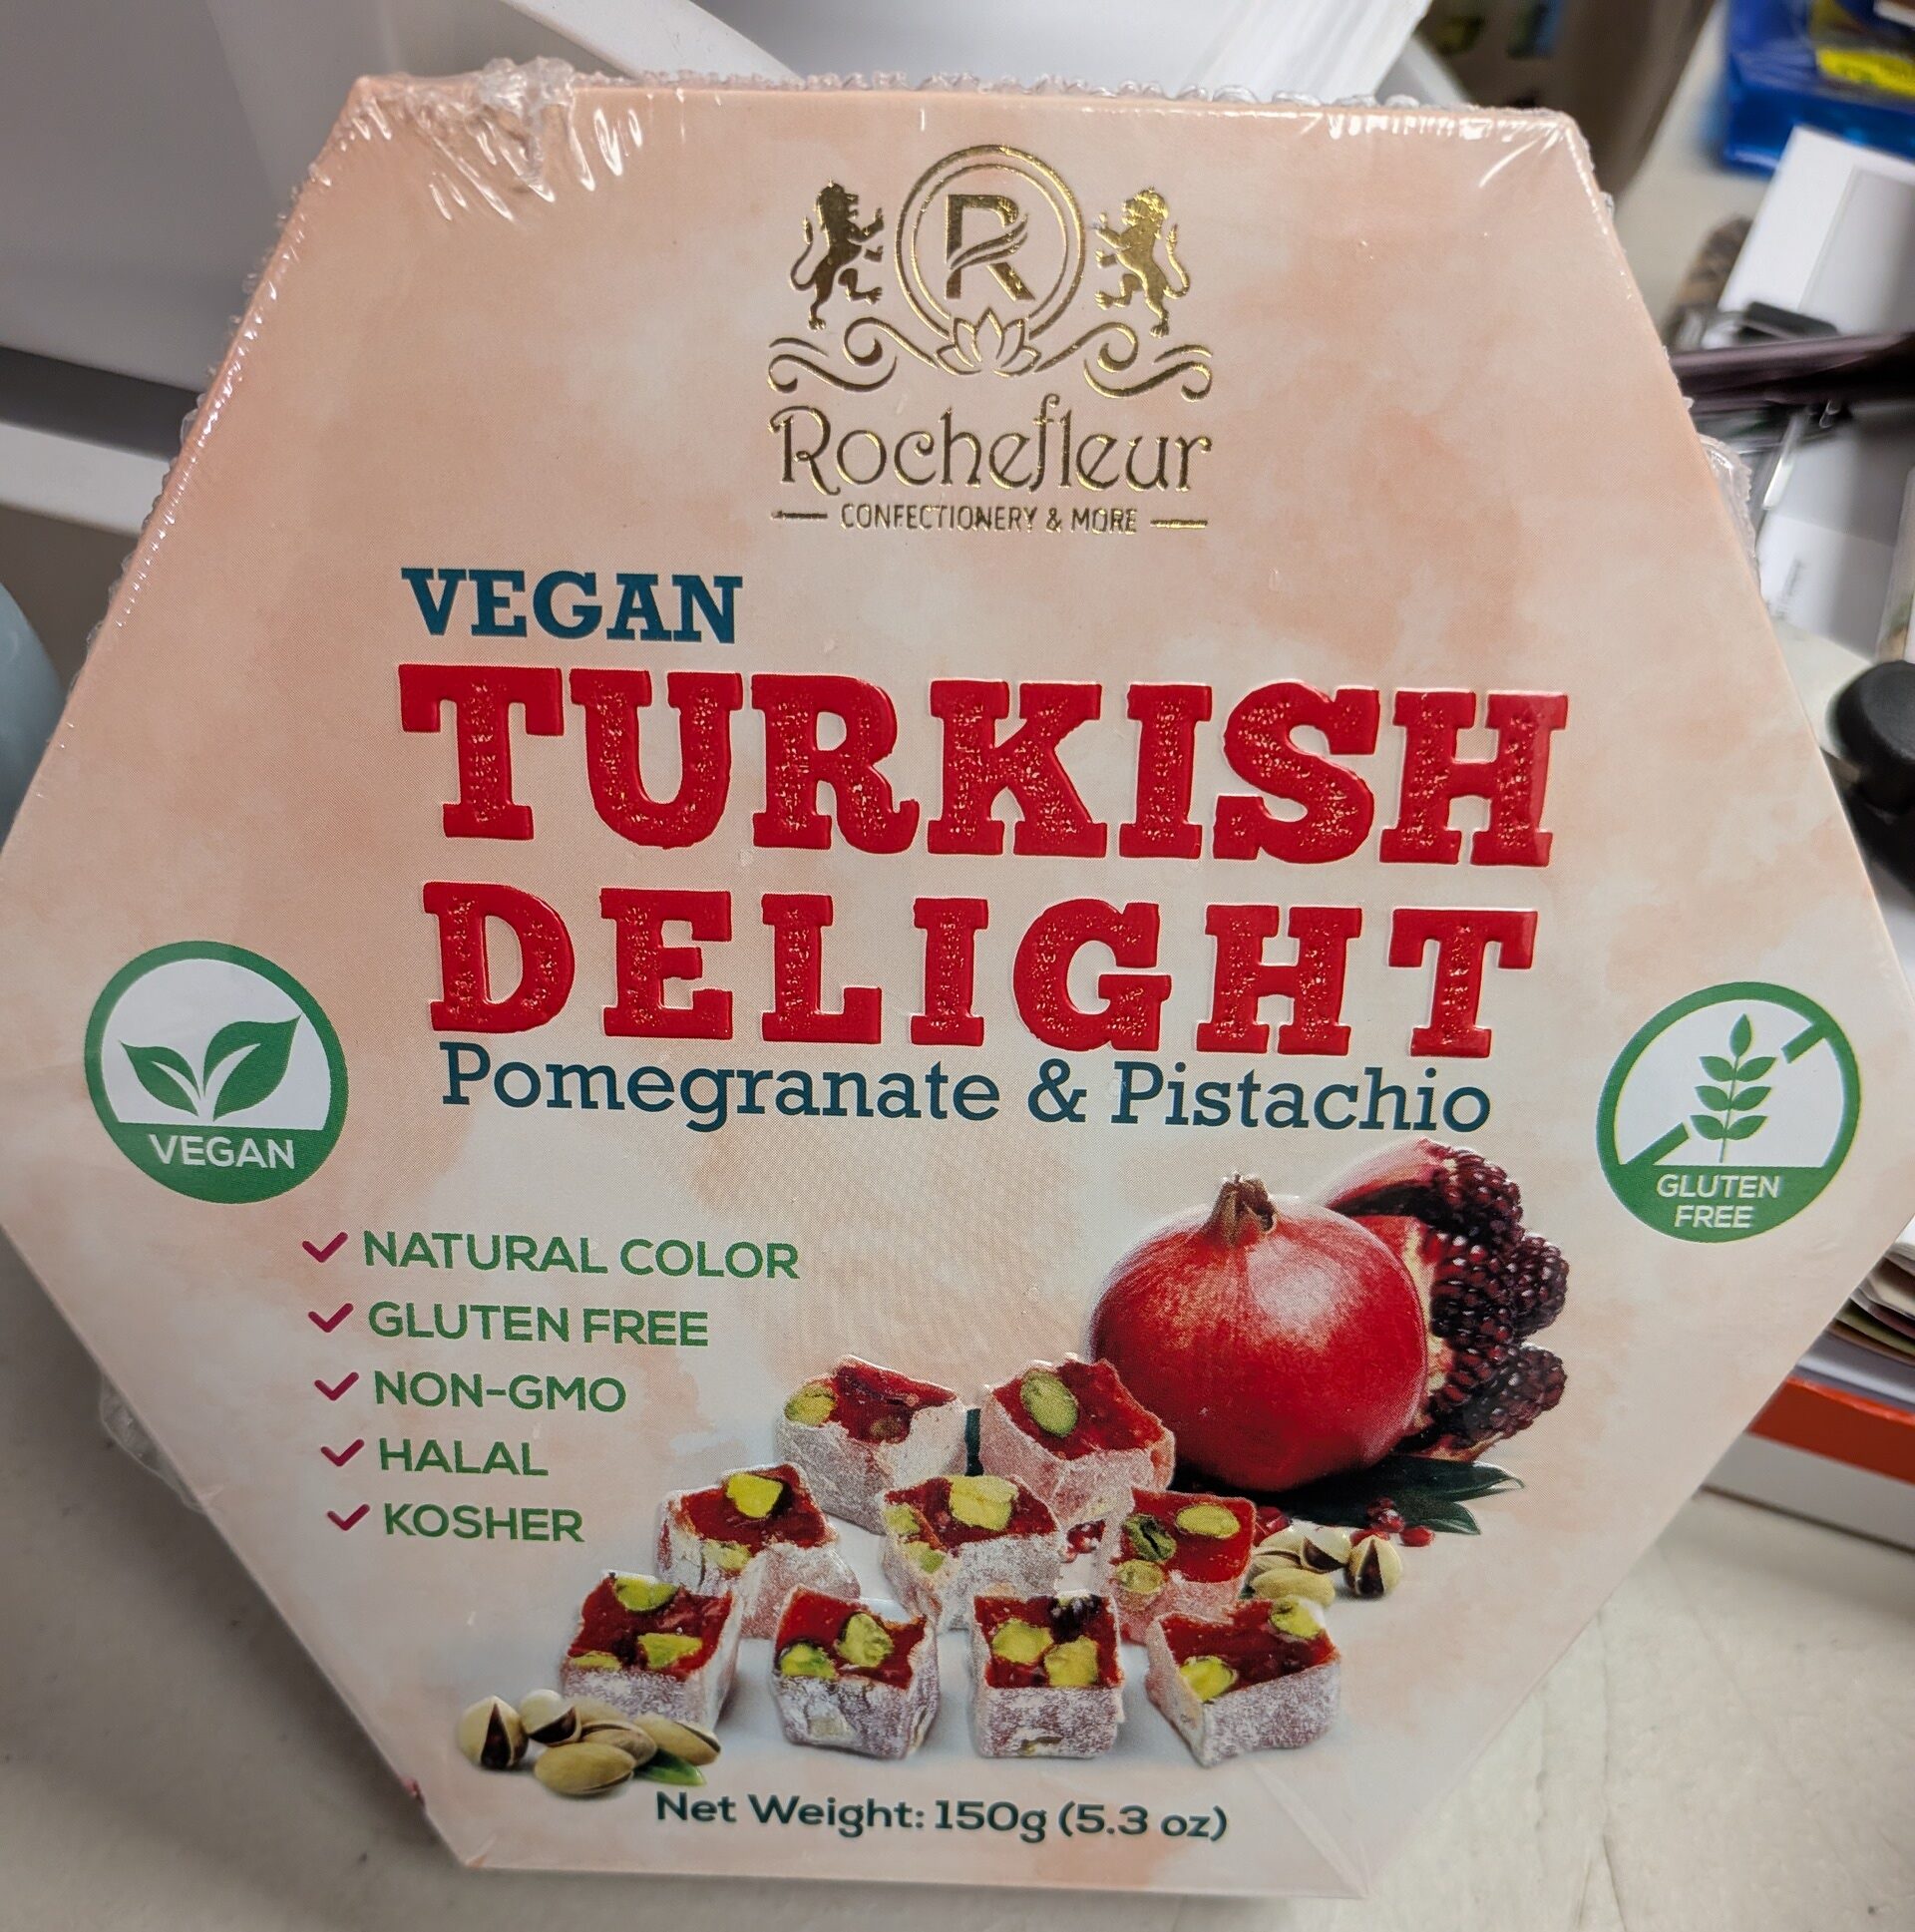 R
Rochefleur
CONFECTIONERY & MORE
VEGAN
TURKISH
DELIGHT
Pomegranate & Pistachio
VEGAN
GLUTEN
FREE
NATURAL COLOR
GLUTEN FREE
NON-GMO
HALAL
KOSHER
Net Weight: 150g (5.3 oz)